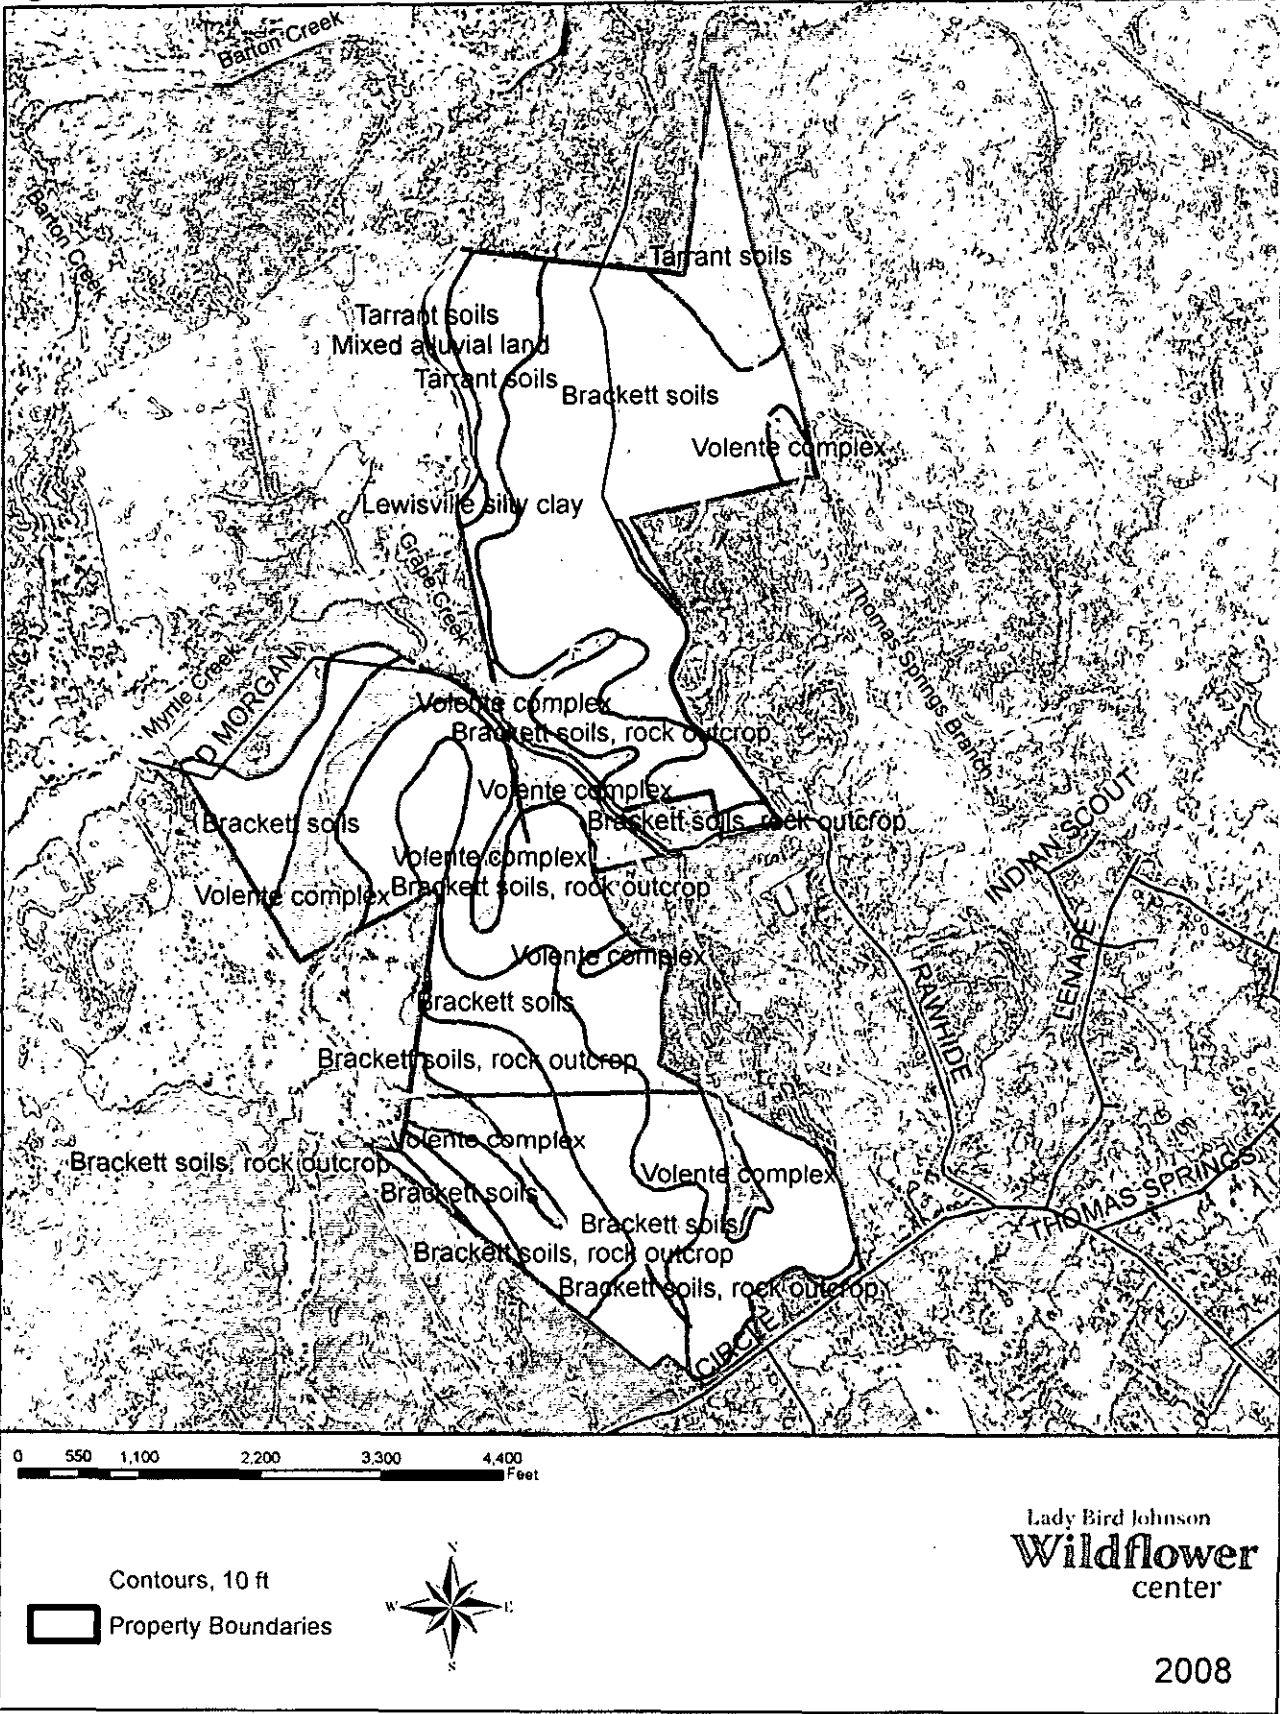 Barton Creek
Barton Creek
Tarrant soils
Tarrant soils
Mixed alluvial land
Tarrant soils
Brackett soils
Volente complex
Lewisville silty clay
Grape Creek
Thomas Springs Branch
Myrtle Creek
D MORGAN
Volente complex
Brackett soils, rock outcrop
Volente complex
Brackett soils, rock outcrop
Brackett soils
INDIAN SCOUT
Volente complex
Brackett soils, rock outcrop
Volente complex
LENAPE
Volente complex
RAWHIDE
Brackett soils
Brackett soils, rock outcrop
Volente complex
Brackett soils, rock outcrop
Volente complex
Brackett soils
THOMAS SPRINGS
Brackett soils
Brackett soils, rock outcrop
Brackett soils, rock outcrop
CIRCLE
0 550 1,100 2,200 3,300 4,400
Feet
Lady Bird Johnson
Wildflower
center
N
Contours, 10 ft
W E
Property Boundaries
S
2008